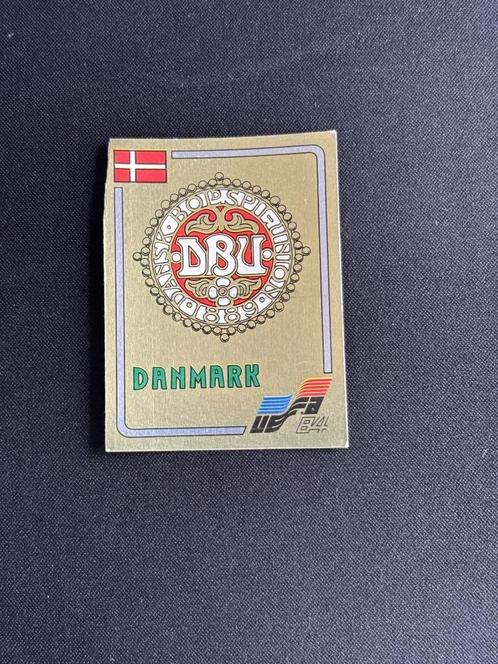 DANSK BOLDSPIL UNION
1889
DBU
DANMARK
UEFA
84